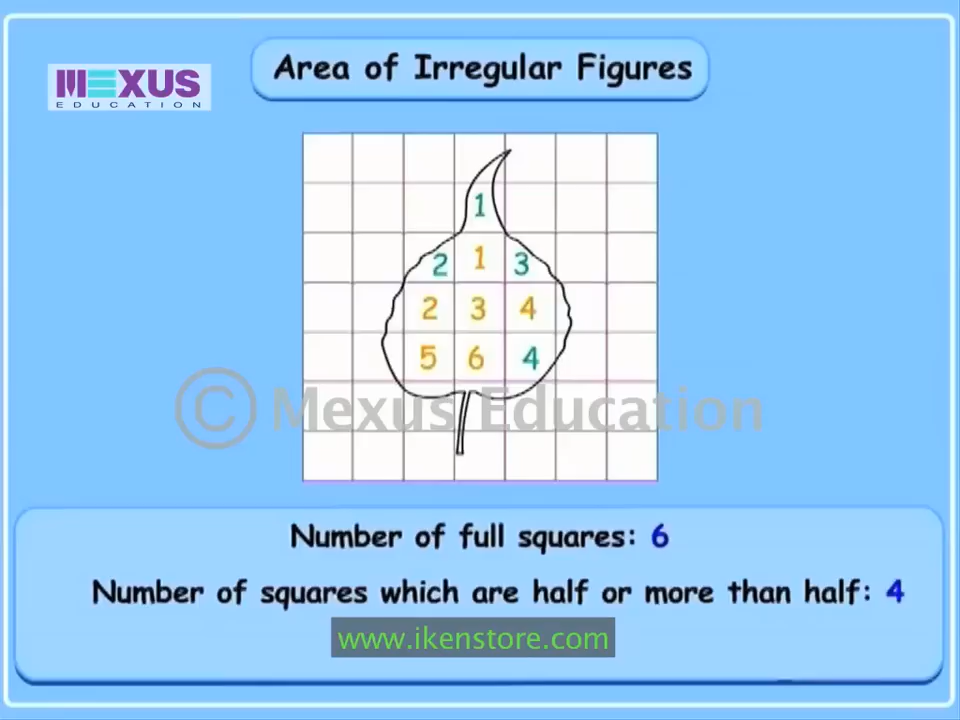 Area of Irregular Figures
MEXUS
EDUCATION
1
2 1 3
2 3 4
5 6 4
© Mexus Education
Number of full squares: 6
Number of squares which are half or more than half: 4
www.ikenstore.com